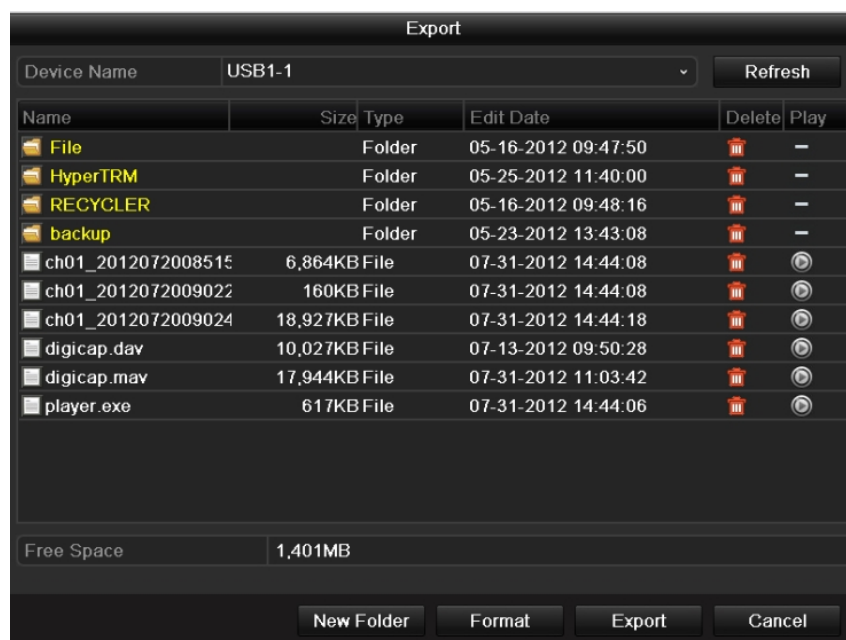 Export
Device Name USB1-1 Refresh
Name Size Type Edit Date Delete Play
File Folder 05-16-2012 09:47:50 –
HyperTRM Folder 05-25-2012 11:40:00 –
RECYCLER Folder 05-16-2012 09:48:16 –
backup Folder 05-23-2012 13:43:08 –
ch01_2012072008515 6,864KB File 07-31-2012 14:44:08
ch01_2012072009022 160KB File 07-31-2012 14:44:08
ch01_2012072009024 18,927KB File 07-31-2012 14:44:18
digicap.dav 10,027KB File 07-13-2012 09:50:28
digicap.mav 17,944KB File 07-31-2012 11:03:42
player.exe 617KB File 07-31-2012 14:44:06
Free Space 1,401MB
New Folder Format Export Cancel